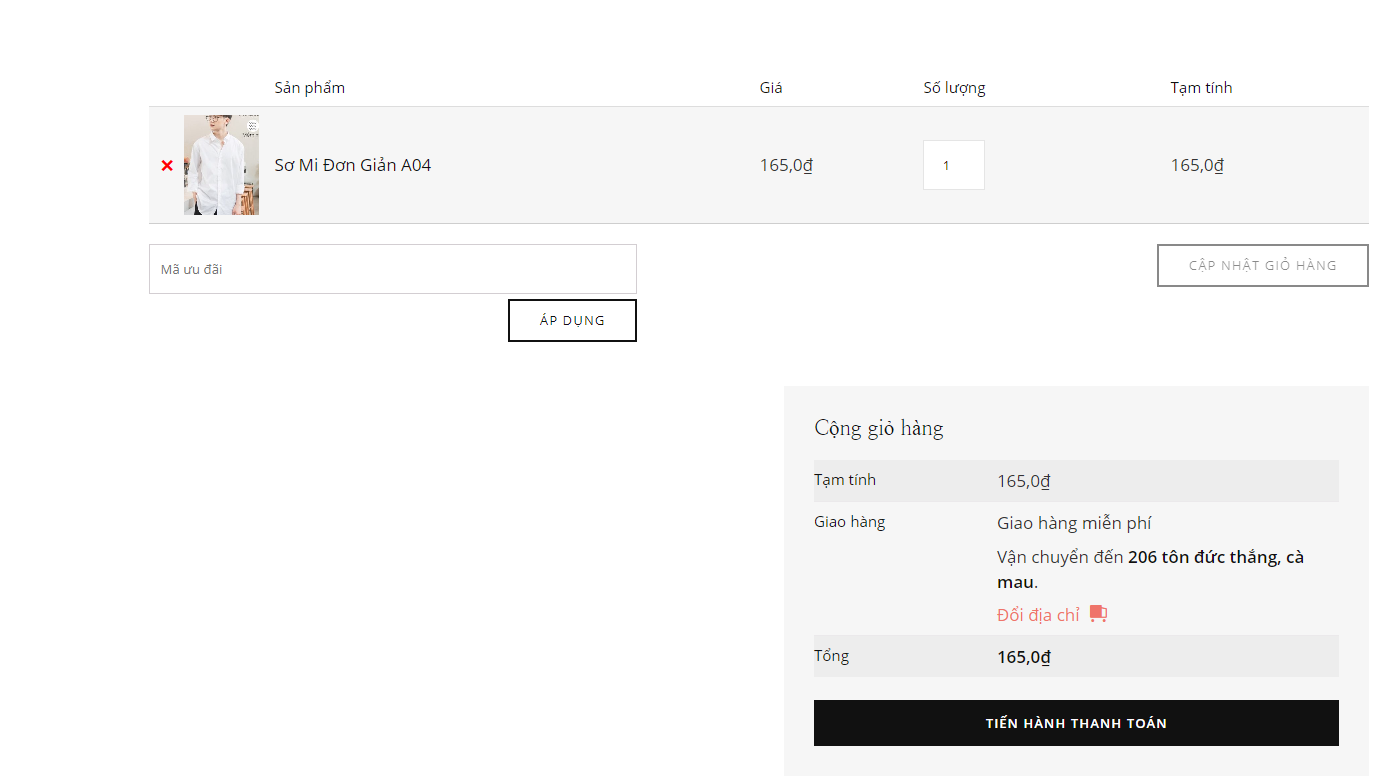 Sản phẩm Giá Số lượng Tạm tính
× Sơ Mi Đơn Giản A04 165,0₫ 1 165,0₫
Mã ưu đãi
CẬP NHẬT GIỎ HÀNG
ÁP DỤNG
Cộng giỏ hàng
Tạm tính 165,0₫
Giao hàng Giao hàng miễn phí
Vận chuyển đến 206 tôn đức thắng, cà
mau.
Đổi địa chỉ
Tổng 165,0₫
TIẾN HÀNH THANH TOÁN